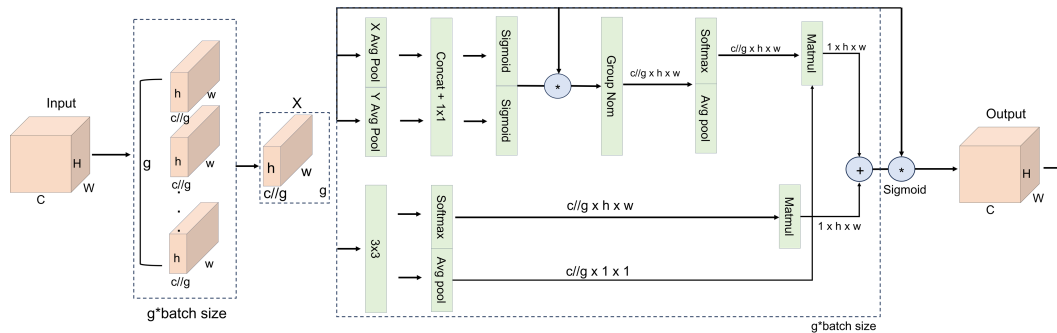 Input
H
W
C
g
h
w
c//g
h
w
c//g
h
w
c//g
g*batch size
X
h
w
c//g
g
X Avg Pool
Y Avg Pool
Concat + 1x1
Sigmoid
Sigmoid
*
Group Nom
c//g x h x w
Softmax
Avg pool
c//g x h x w
Matmul
1 x h x w
3x3
Softmax
Avg pool
c//g x h x w
c//g x 1 x 1
Matmul
1 x h x w
+
*
Sigmoid
g*batch size
Output
H
W
C